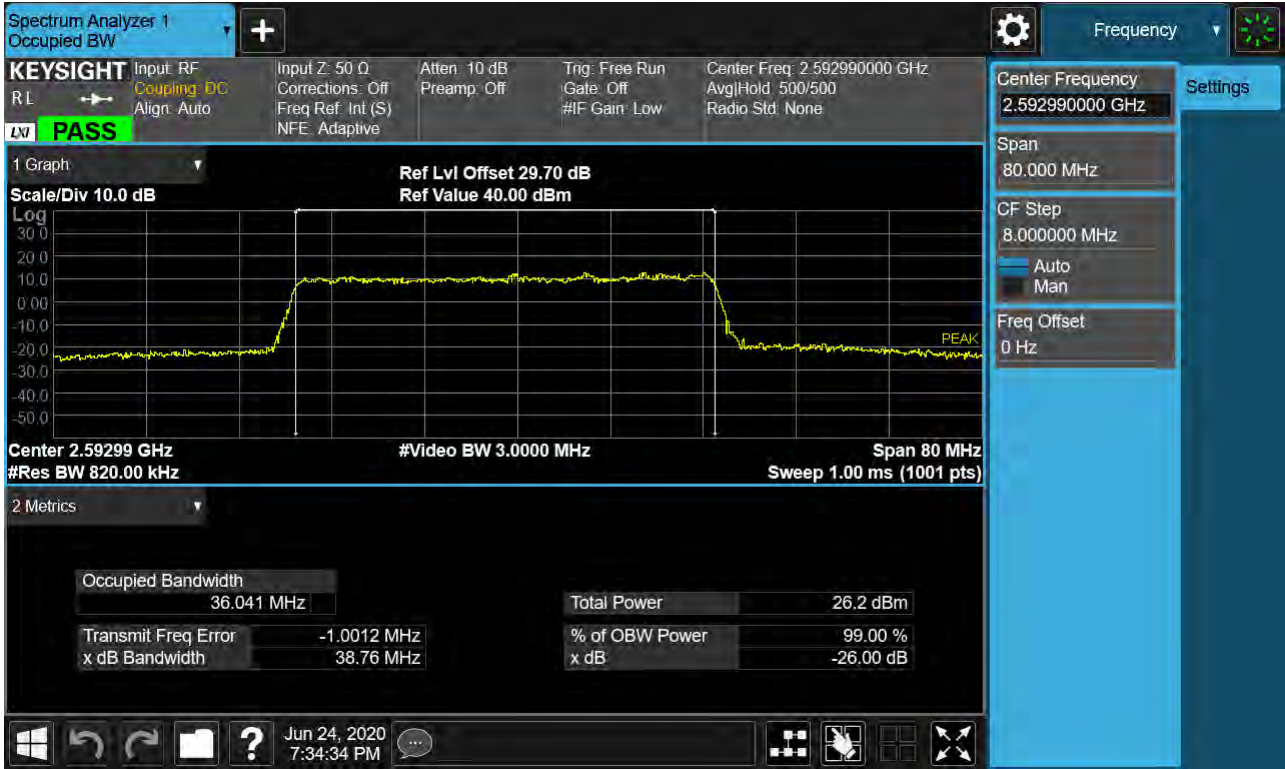 Spectrum Analyzer 1
Occupied BW
Frequency
KEYSIGHT
RL
LXI
PASS
Input: RF
Coupling: DC
Align: Auto
Input Z: 50 Ω
Corrections: Off
Freq Ref: Int (S)
NFE: Adaptive
Atten: 10 dB
Preamp: Off
Trig: Free Run
Gate: Off
#IF Gain: Low
Center Freq: 2.592990000 GHz
Avg|Hold: 500/500
Radio Std: None
Center Frequency
2.592990000 GHz
Settings
Span
80.000 MHz
CF Step
8.000000 MHz
Auto
Man
Freq Offset
0 Hz
1 Graph
Scale/Div 10.0 dB
Ref Lvl Offset 29.70 dB
Ref Value 40.00 dBm
Log
30.0
20.0
10.0
0.00
-10.0
-20.0
-30.0
-40.0
-50.0
PEAK
Center 2.59299 GHz
#Video BW 3.0000 MHz
Span 80 MHz
#Res BW 820.00 kHz
Sweep 1.00 ms (1001 pts)
2 Metrics
Occupied Bandwidth
36.041 MHz
Total Power 26.2 dBm
Transmit Freq Error -1.0012 MHz
% of OBW Power 99.00 %
x dB Bandwidth 38.76 MHz
x dB -26.00 dB
Jun 24, 2020
7:34:34 PM